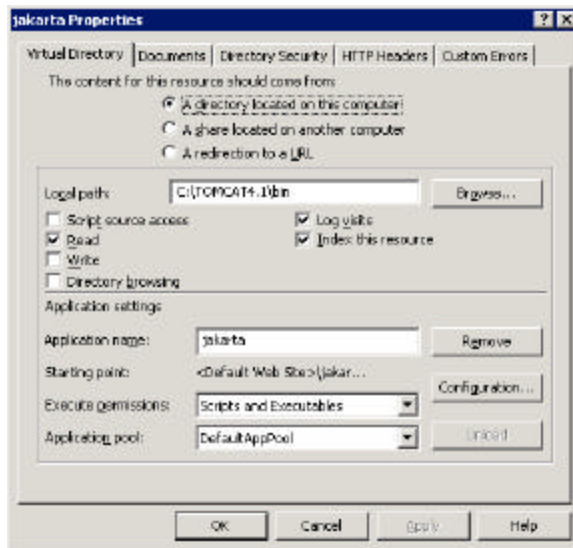 jakarta Properties
Virtual Directory Documents Directory Security HTTP Headers Custom Errors
The content for this resource should come from:
A directory located on this computer
A share located on another computer
A redirection to a URL
Local path: C:\TOMCAT4.1\bin Browse...
Script source access Log visits
Read Index this resource
Write
Directory browsing
Application settings
Application name: jakarta Remove
Starting point: <Default Web Site>\jakar...
Configuration...
Execute permissions: Scripts and Executables
Application pool: DefaultAppPool Unload
OK Cancel Apply Help